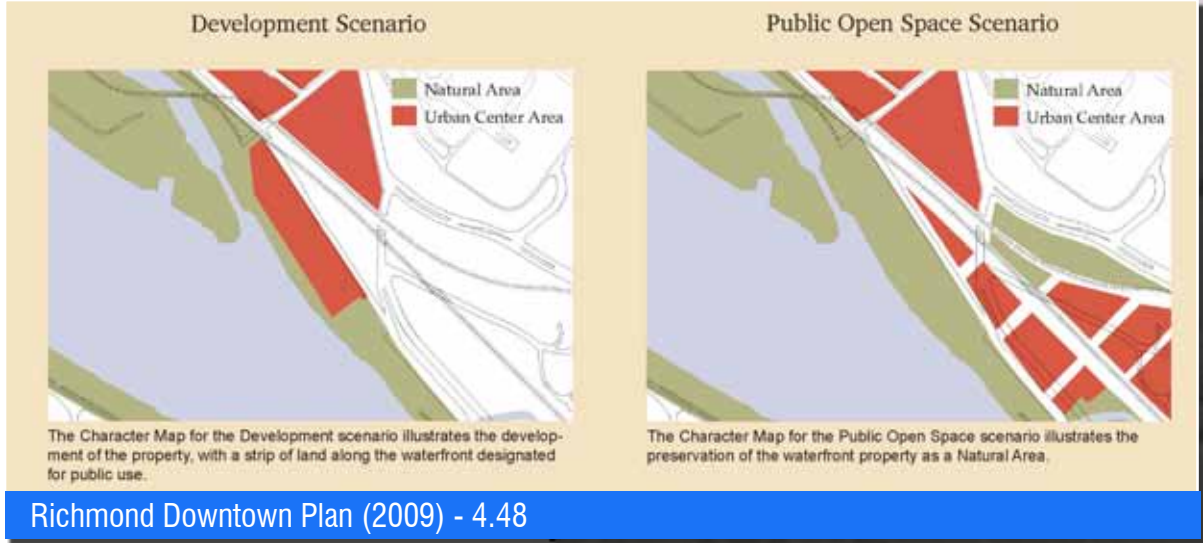 Development Scenario
Natural Area
Urban Center Area
The Character Map for the Development scenario illustrates the develop-
ment of the property, with a strip of land along the waterfront designated
for public use.
Public Open Space Scenario
Natural Area
Urban Center Area
The Character Map for the Public Open Space scenario illustrates the
preservation of the waterfront property as a Natural Area.
Richmond Downtown Plan (2009) - 4.48